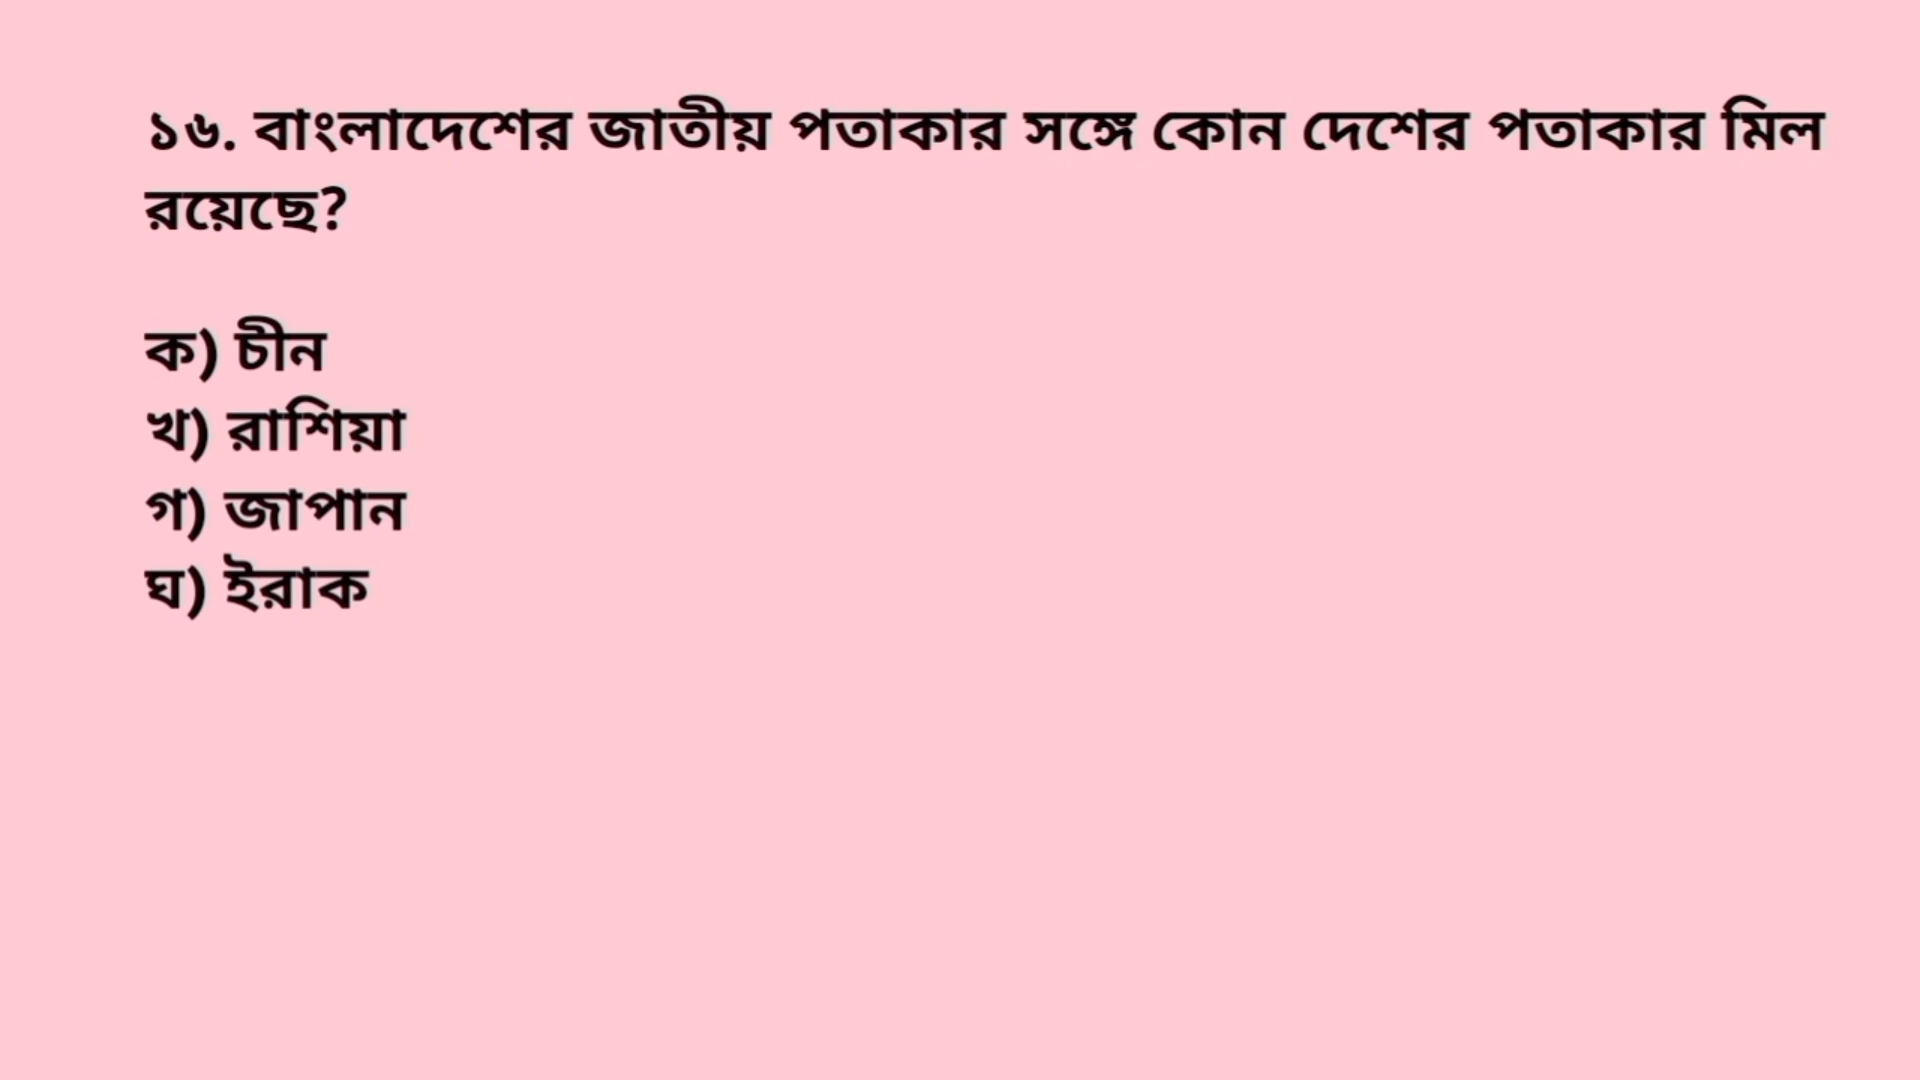 ১৬. বাংলাদেশের জাতীয় পতাকার সঙ্গে কোন দেশের পতাকার মিল
রয়েছে?
ক) চীন
খ) রাশিয়া
গ) জাপান
ঘ) ইরাক